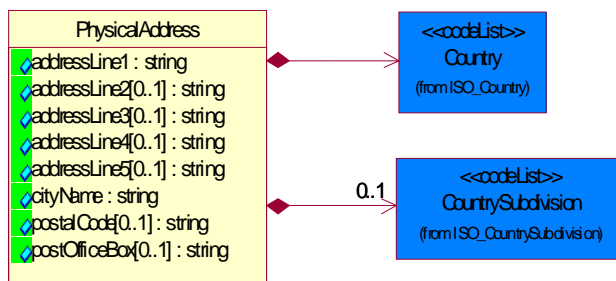 PhysicalAddress
addressLine1 : string
addressLine2[0..1] : string
addressLine3[0..1] : string
addressLine4[0..1] : string
addressLine5[0..1] : string
cityName : string
postalCode[0..1] : string
postOfficeBox[0..1] : string
<<codeList>>
Country
(from ISO_Country)
0..1
<<codeList>>
CountrySubdivision
(from ISO_CountrySubdivision)